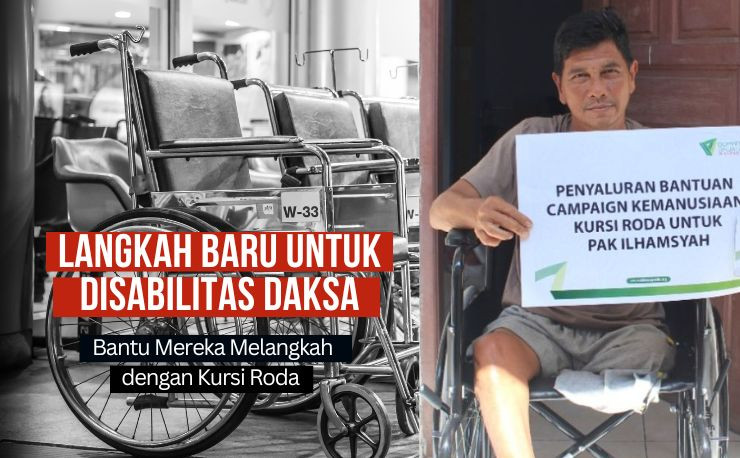 W-33
LANGKAH BARU UNTUK
DISABILITAS DAKSA
Bantu Mereka Melangkah
dengan Kursi Roda
PENYALURAN BANTUAN
CAMPAIGN KEMANUSIAAN
KURSI RODA UNTUK
PAK ILHAMSYAH